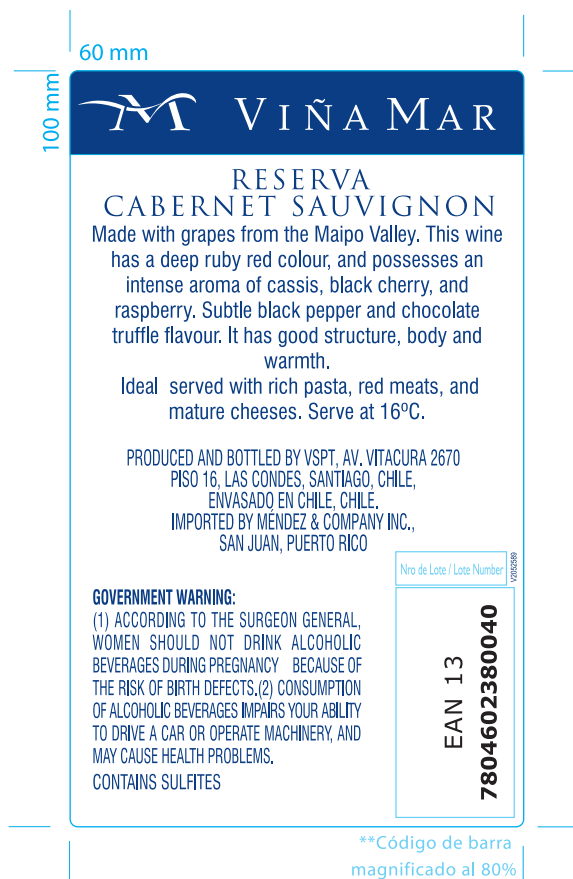 60 mm
100 mm
VIÑA MAR
RESERVA
CABERNET SAUVIGNON
Made with grapes from the Maipo Valley. This wine
has a deep ruby red colour, and possesses an
intense aroma of cassis, black cherry, and
raspberry. Subtle black pepper and chocolate
truffle flavour. It has good structure, body and
warmth.
Ideal served with rich pasta, red meats, and
mature cheeses. Serve at 16ºC.
PRODUCED AND BOTTLED BY VSPT, AV. VITACURA 2670
PISO 16, LAS CONDES, SANTIAGO, CHILE,
ENVASADO EN CHILE, CHILE.
IMPORTED BY MÉNDEZ & COMPANY INC.,
SAN JUAN, PUERTO RICO
Nro de Lote / Lote Number
V2052589
GOVERNMENT WARNING:
(1) ACCORDING TO THE SURGEON GENERAL,
WOMEN SHOULD NOT DRINK ALCOHOLIC
BEVERAGES DURING PREGNANCY BECAUSE OF
THE RISK OF BIRTH DEFECTS.(2) CONSUMPTION
OF ALCOHOLIC BEVERAGES IMPAIRS YOUR ABILITY
TO DRIVE A CAR OR OPERATE MACHINERY, AND
MAY CAUSE HEALTH PROBLEMS.
CONTAINS SULFITES
EAN 13
7804602380040
**Código de barra
magnificado al 80%